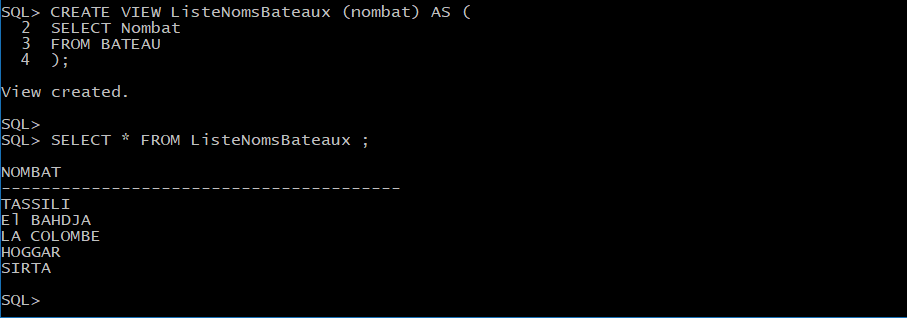 SQL> CREATE VIEW ListeNomsBateaux (nombat) AS (
  2  SELECT Nombat
  3  FROM BATEAU
  4  );
View created.
SQL>
SQL> SELECT * FROM ListeNomsBateaux ;
NOMBAT
----------------------------------------
TASSILI
El BAHDJA
LA COLOMBE
HOGGAR
SIRTA
SQL>